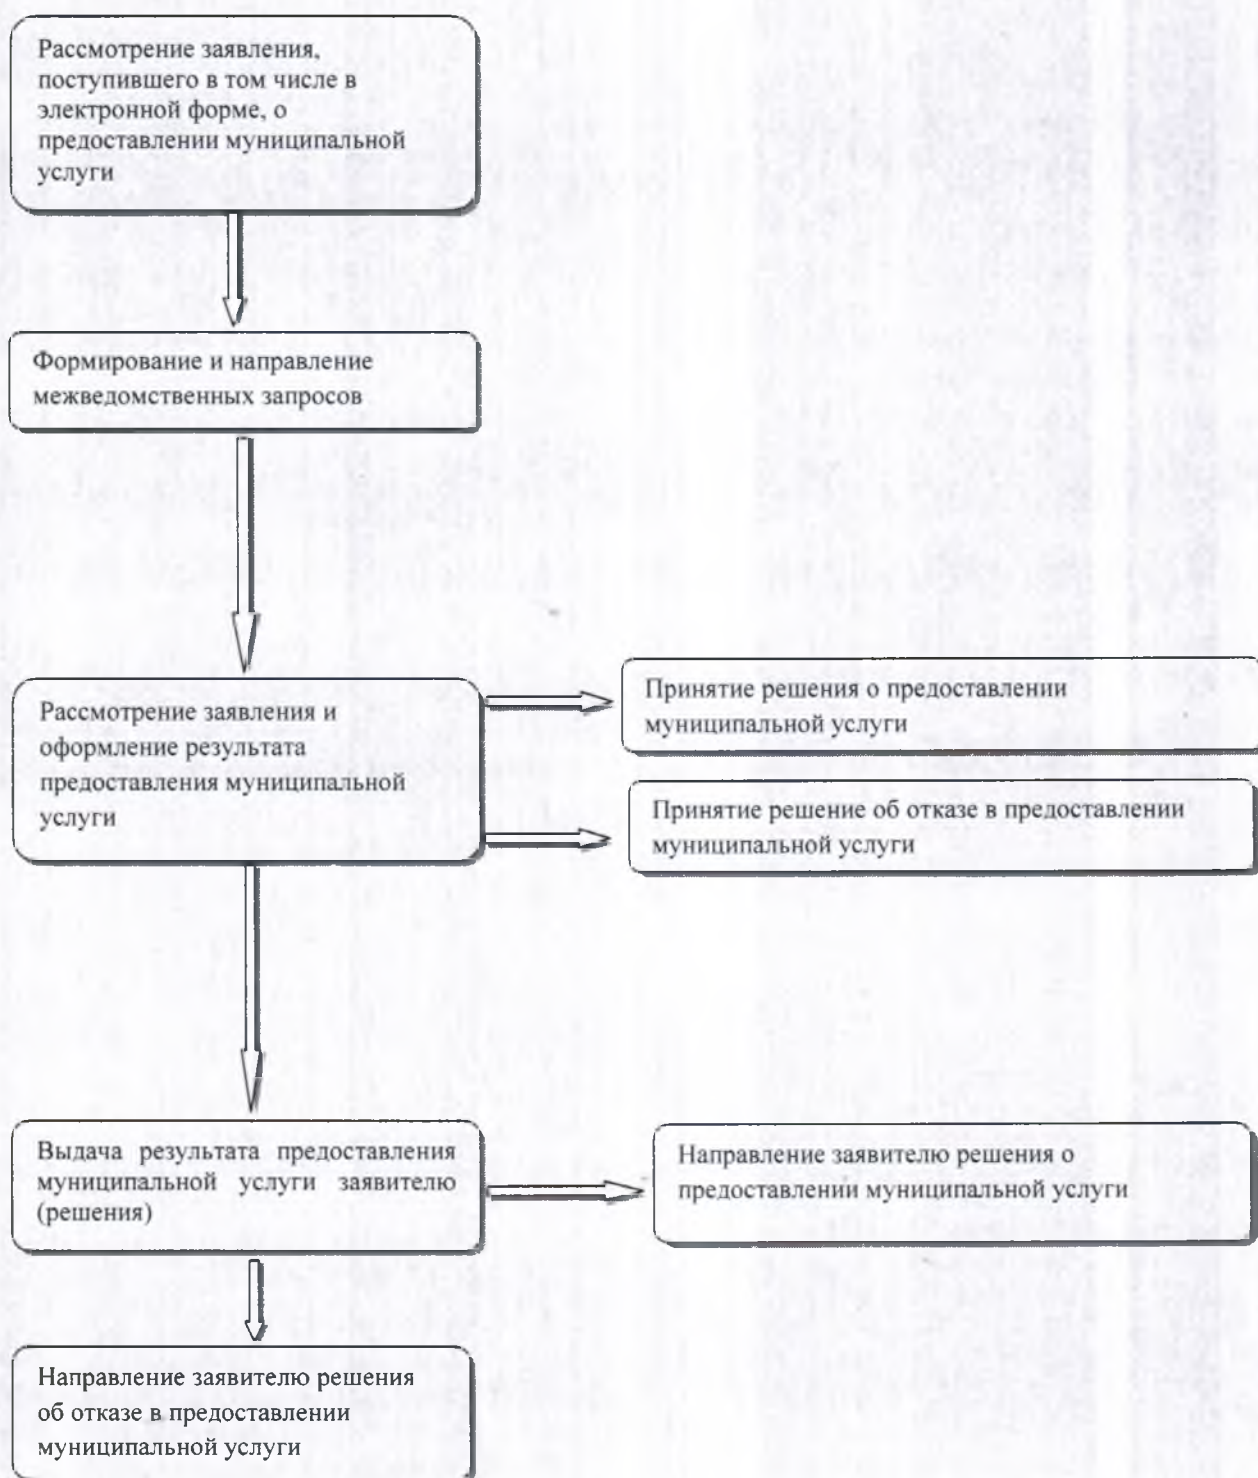 Рассмотрение заявления,
поступившего в том числе в
электронной форме, о
предоставлении муниципальной
услуги
Формирование и направление
межведомственных запросов
Рассмотрение заявления и
оформление результата
предоставления муниципальной
услуги
Принятие решения о предоставлении
муниципальной услуги
Принятие решение об отказе в предоставлении
муниципальной услуги
Выдача результата предоставления
муниципальной услуги заявителю
(решения)
Направление заявителю решения о
предоставлении муниципальной услуги
Направление заявителю решения
об отказе в предоставлении
муниципальной услуги